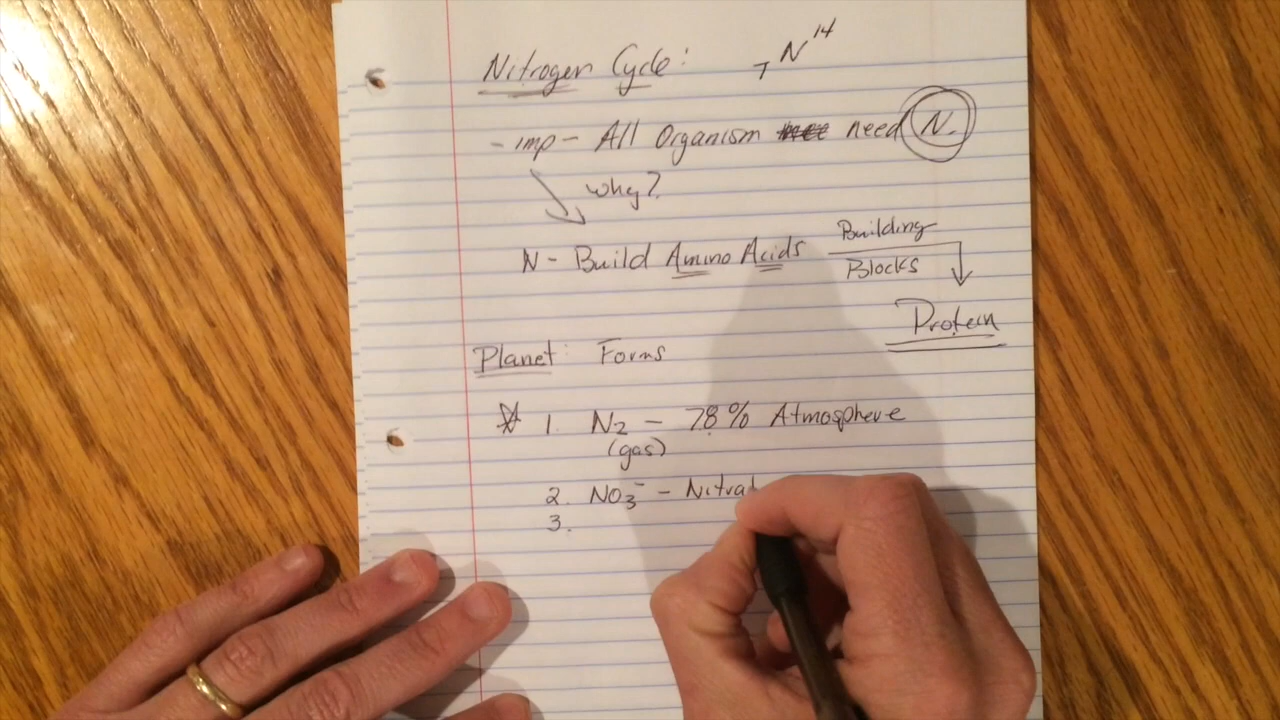 Nitrogen Cycle: ₇N¹⁴
- imp - All Organism need N.
why?
N - Build Amino Acids Building Blocks
Protein
Planet: Forms
1. N₂ - 78% Atmosphere
(gas)
2. NO₃⁻ - Nitrat
3.